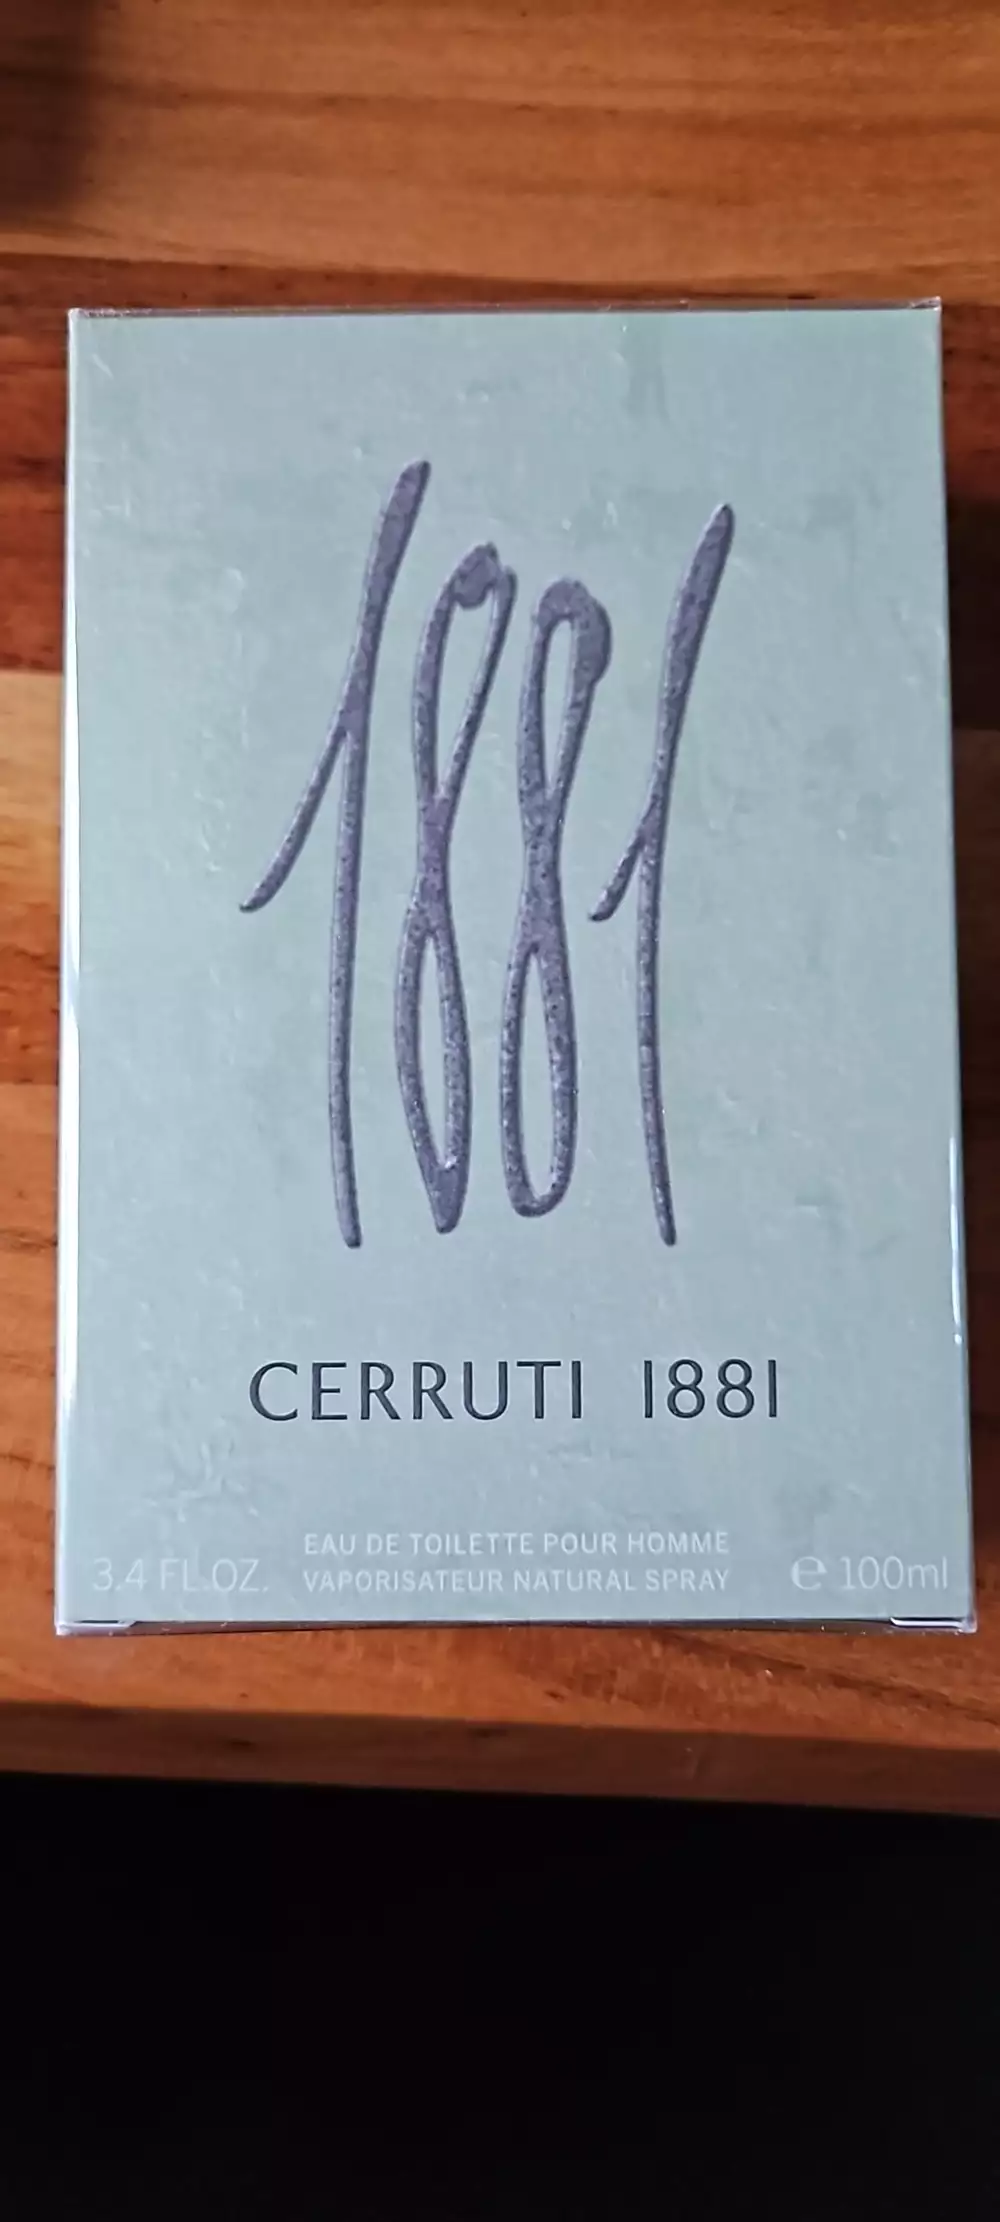 1881
CERRUTI 1881
EAU DE TOILETTE POUR HOMME
3.4 FL.OZ. VAPORISATEUR NATURAL SPRAY ℮ 100ml